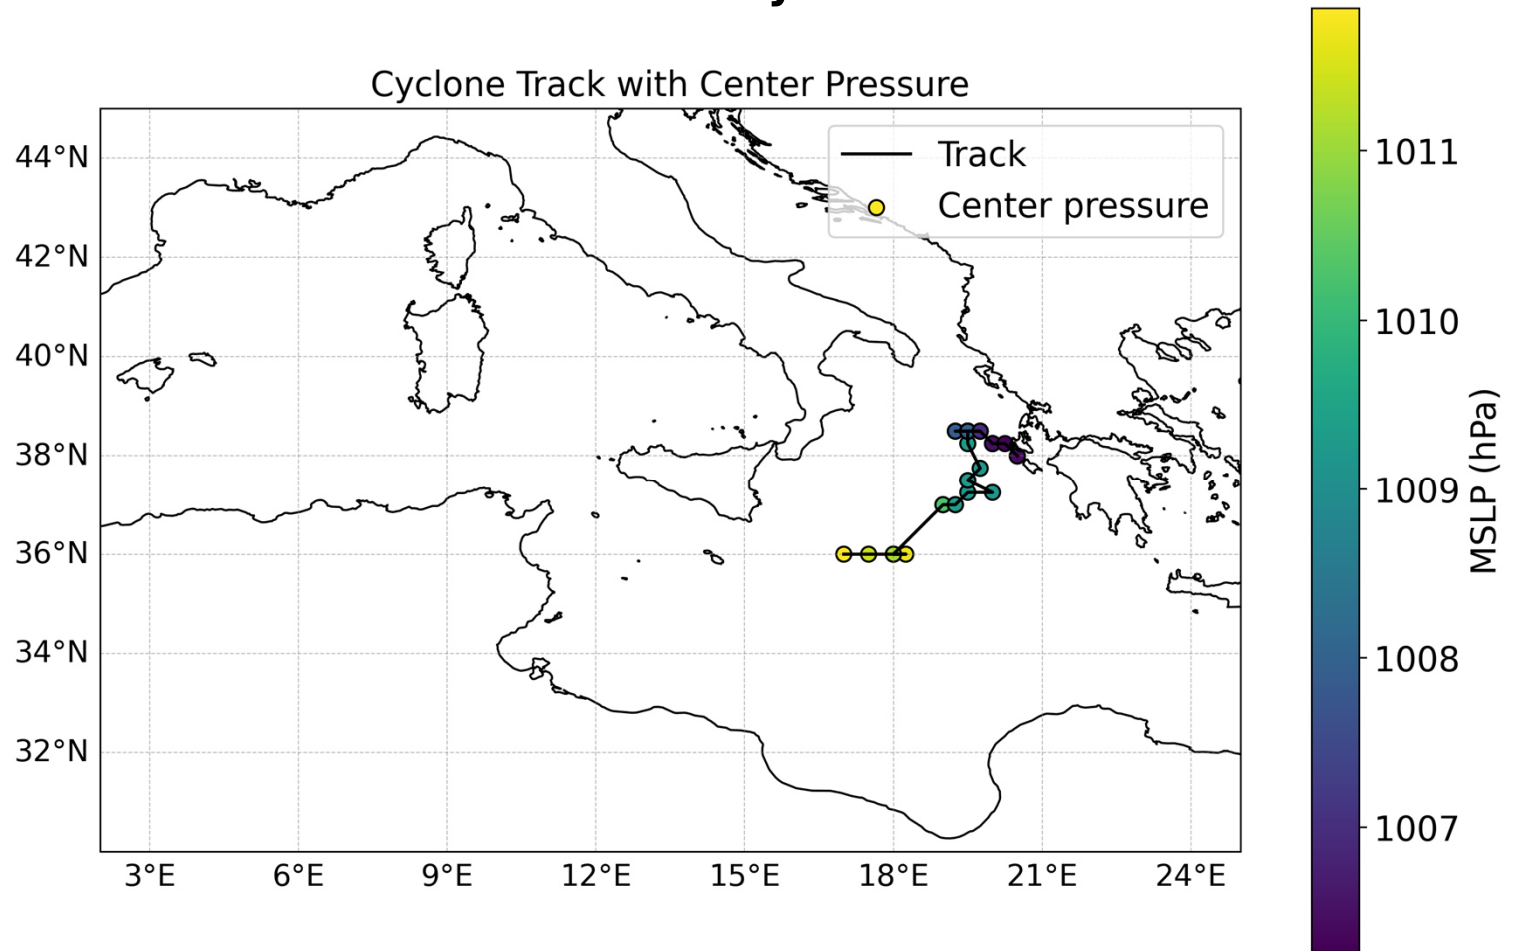 Cyclone Track with Center Pressure
Track
Center pressure
44°N
42°N
40°N
38°N
36°N
34°N
32°N
3°E 6°E 9°E 12°E 15°E 18°E 21°E 24°E
1011
1010
1009
1008
1007
MSLP (hPa)